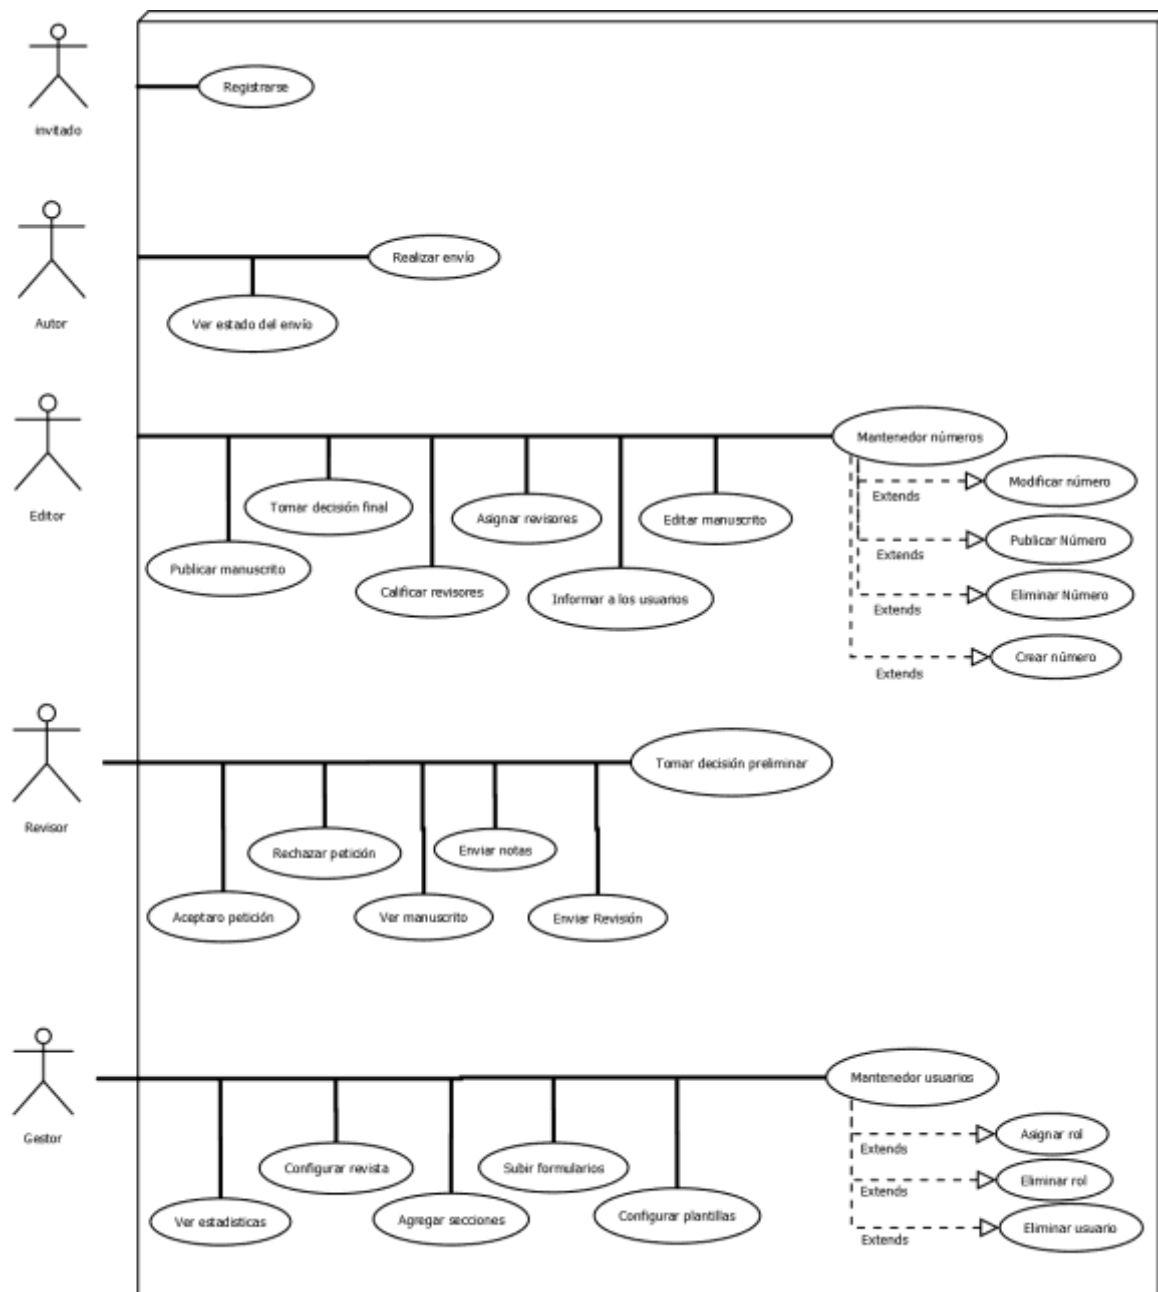 Registrarse
invitado
Realizar envío
Ver estado del envío
Autor
Mantenedor números
Modificar número
Extends
Tomar decisión final
Asignar revisores
Editar manuscrito
Editor
Publicar Número
Extends
Publicar manuscrito
Calificar revisores
Informar a los usuarios
Eliminar Número
Extends
Crear número
Extends
Tomar decisión preliminar
Revisor
Rechazar petición
Enviar notas
Aceptaro petición
Ver manuscrito
Enviar Revisión
Mantenedor usuarios
Gestor
Asignar rol
Extends
Configurar revista
Subir formularios
Eliminar rol
Extends
Ver estadísticas
Agregar secciones
Configurar plantillas
Eliminar usuario
Extends